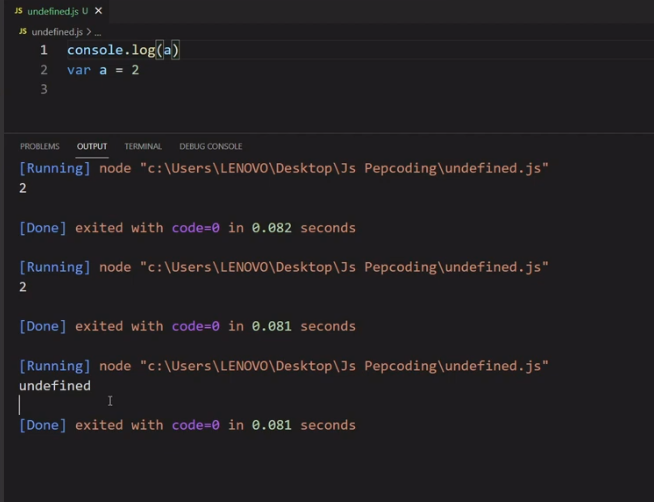 JS undefined.js U ×
JS undefined.js > ...
1 console.log(a)
2 var a = 2
3
PROBLEMS OUTPUT TERMINAL DEBUG CONSOLE
[Running] node "c:\Users\LENOVO\Desktop\Js Pepcoding\undefined.js"
2
[Done] exited with code=0 in 0.082 seconds
[Running] node "c:\Users\LENOVO\Desktop\Js Pepcoding\undefined.js"
2
[Done] exited with code=0 in 0.081 seconds
[Running] node "c:\Users\LENOVO\Desktop\Js Pepcoding\undefined.js"
undefined
[Done] exited with code=0 in 0.081 seconds